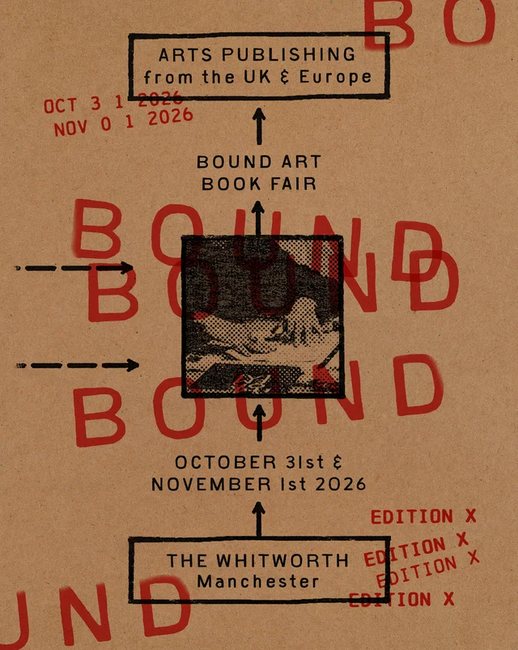 BO
ARTS PUBLISHING
from the UK & Europe
OCT 3 1 2026
NOV 0 1 2026
BOUND ART
BOOK FAIR
BOUND
BOUND
BOUND
OCTOBER 31st &
NOVEMBER 1st 2026
EDITION X
EDITION X
EDITION X
EDITION X
THE WHITWORTH
Manchester
UND